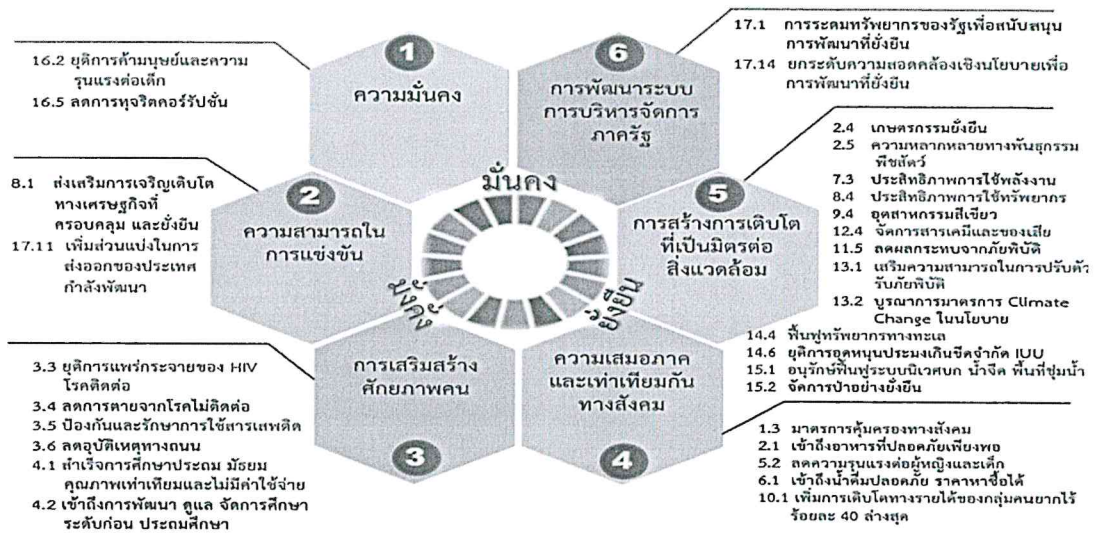 1
ความมั่นคง
16.2 ยุติการค้ามนุษย์และความ
รุนแรงต่อเด็ก
16.5 ลดการทุจริตคอร์รัปชั่น
6
การพัฒนาระบบ
การบริหารจัดการ
ภาครัฐ
17.1 การระดมทรัพยากรของรัฐเพื่อสนับสนุน
การพัฒนาที่ยั่งยืน
17.14 ยกระดับความสอดคล้องเชิงนโยบายเพื่อ
การพัฒนาที่ยั่งยืน
2
ความสามารถใน
การแข่งขัน
8.1 ส่งเสริมการเจริญเติบโต
ทางเศรษฐกิจที่
ครอบคลุม และยั่งยืน
17.11 เพิ่มส่วนแบ่งในการ
ส่งออกของประเทศ
กำลังพัฒนา
มั่นคง
มั่งคั่ง
ยั่งยืน
5
การสร้างการเติบโต
ที่เป็นมิตรต่อ
สิ่งแวดล้อม
2.4 เกษตรกรรมยั่งยืน
2.5 ความหลากหลายทางพันธุกรรม
พืชสัตว์
7.3 ประสิทธิภาพการใช้พลังงาน
8.4 ประสิทธิภาพการใช้ทรัพยากร
9.4 อุตสาหกรรมสีเขียว
12.4 จัดการสารเคมีและของเสีย
11.5 ลดผลกระทบจากภัยพิบัติ
13.1 เสริมความสามารถในการปรับตัว
รับภัยพิบัติ
13.2 บูรณาการมาตรการ Climate
Change ในนโยบาย
14.4 ฟื้นฟูทรัพยากรทางทะเล
14.6 ยุติการอุดหนุนประมงเกินขีดจำกัด IUU
15.1 อนุรักษ์ฟื้นฟูระบบนิเวศบก น้ำจืด พื้นที่ชุ่มน้ำ
15.2 จัดการป่าอย่างยั่งยืน
การเสริมสร้าง
ศักยภาพคน
3
3.3 ยุติการแพร่กระจายของ HIV
โรคติดต่อ
3.4 ลดการตายจากโรคไม่ติดต่อ
3.5 ป้องกันและรักษาการใช้สารเสพติด
3.6 ลดอุบัติเหตุทางถนน
4.1 สำเร็จการศึกษาประถม มัธยม
คุณภาพเท่าเทียมและไม่มีค่าใช้จ่าย
4.2 เข้าถึงการพัฒนา ดูแล จัดการศึกษา
ระดับก่อน ประถมศึกษา
ความเสมอภาค
และเท่าเทียมกัน
ทางสังคม
4
1.3 มาตรการคุ้มครองทางสังคม
2.1 เข้าถึงอาหารที่ปลอดภัยเพียงพอ
5.2 ลดความรุนแรงต่อผู้หญิงและเด็ก
6.1 เข้าถึงน้ำดื่มปลอดภัย ราคาหาซื้อได้
10.1 เพิ่มการเติบโตทางรายได้ของกลุ่มคนยากไร้
ร้อยละ 40 ล่างสุด